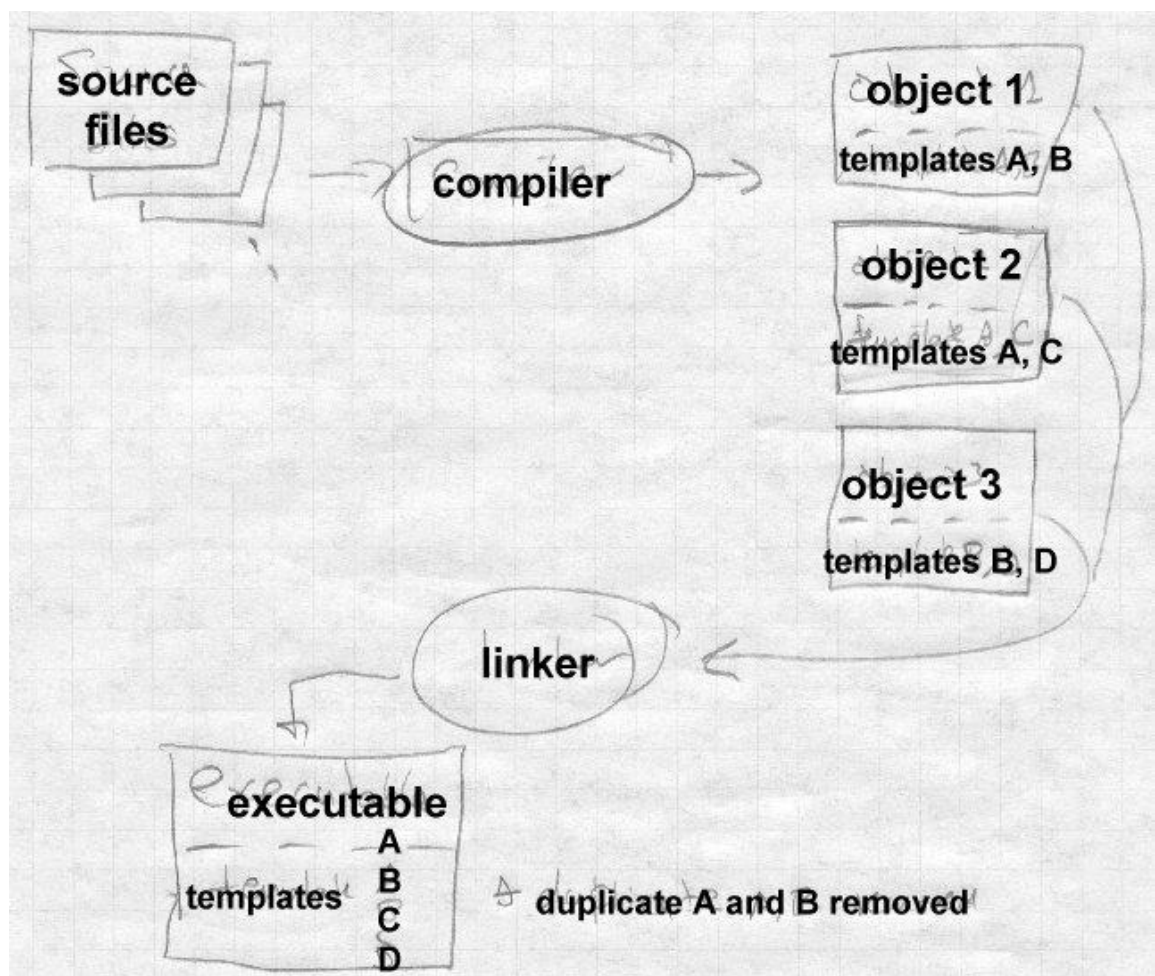 source
files
compiler
object 1
templates A, B
object 2
templates A, C
object 3
templates B, D
linker
executable
A
templates B
C
D
duplicate A and B removed